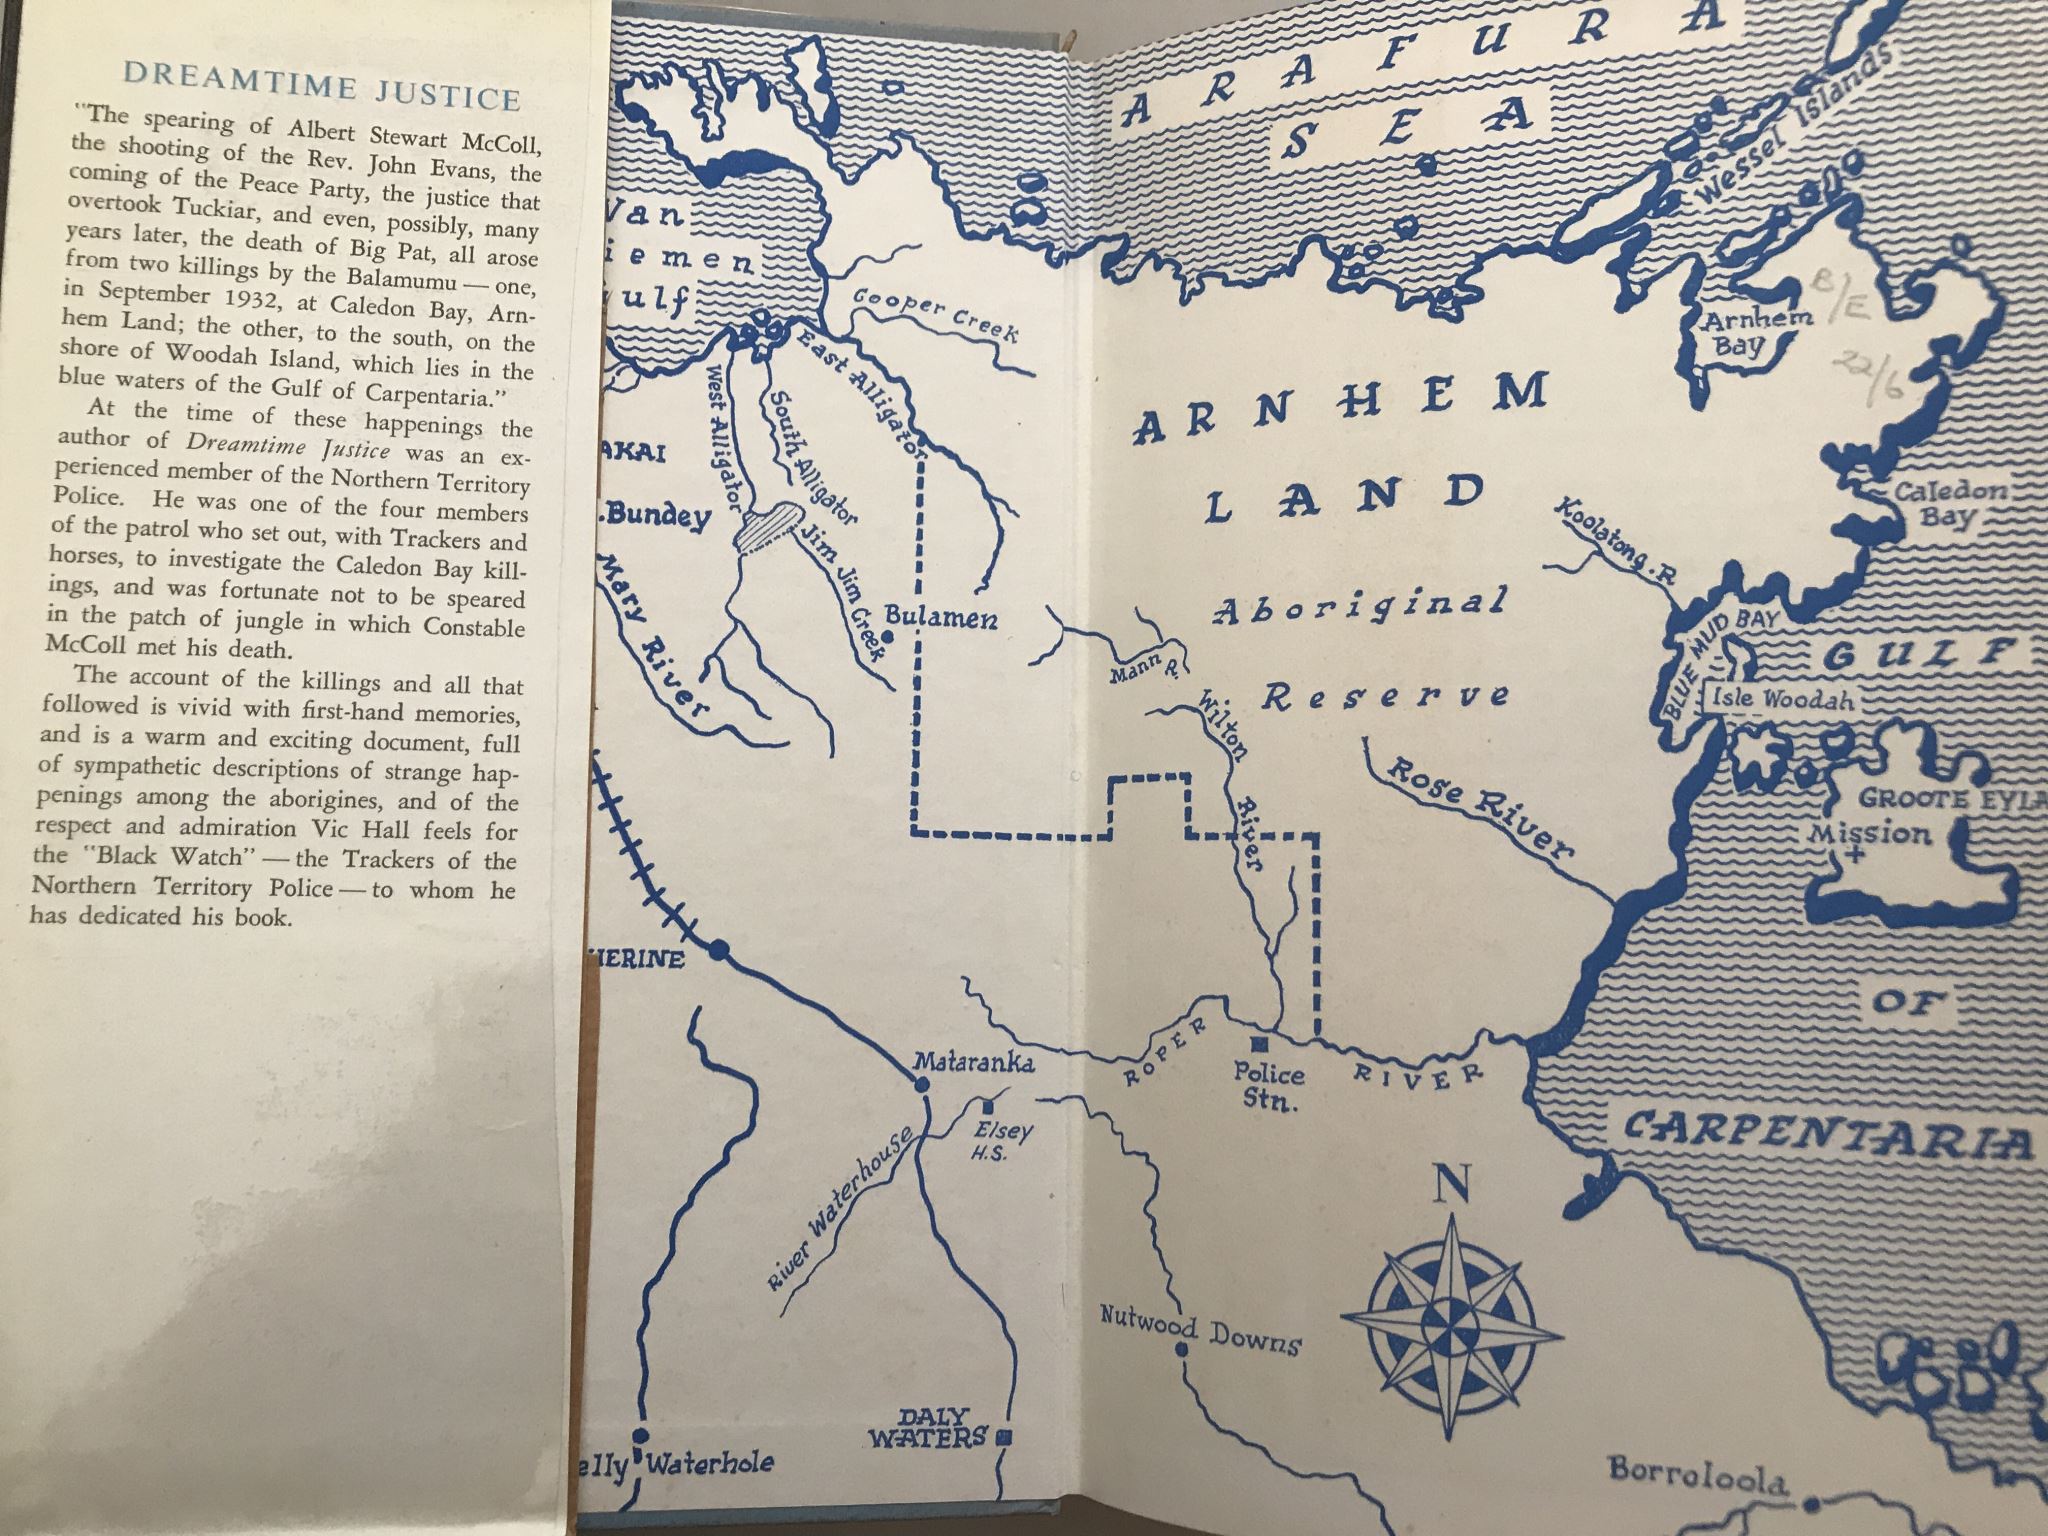 DREAMTIME JUSTICE
"The spearing of Albert Stewart McColl,
the shooting of the Rev. John Evans, the
coming of the Peace Party, the justice that
overtook Tuckiar, and even, possibly, many
years later, the death of Big Pat, all arose
from two killings by the Balamumu — one,
in September 1932, at Caledon Bay, Arn-
hem Land; the other, to the south, on the
shore of Woodah Island, which lies in the
blue waters of the Gulf of Carpentaria."
At the time of these happenings the
author of Dreamtime Justice was an ex-
perienced member of the Northern Territory
Police. He was one of the four members
of the patrol who set out, with Trackers and
horses, to investigate the Caledon Bay kill-
ings, and was fortunate not to be speared
in the patch of jungle in which Constable
McColl met his death.
The account of the killings and all that
followed is vivid with first-hand memories,
and is a warm and exciting document, full
of sympathetic descriptions of strange hap-
penings among the aborigines, and of the
respect and admiration Vic Hall feels for
the "Black Watch" — the Trackers of the
Northern Territory Police — to whom he
has dedicated his book.
ARAFURA
SEA
Wessel Islands
Van
iemen
ulf
Cooper Creek
East Alligator
West Alligator
South Alligator
Arnhem
Bay
B/E
22/6
ARNHEM
LAND
Aboriginal
Reserve
AKAI
.Bundey
Jim Jim Creek
Mary River
Bulamen
Mann R.
Wilton
River
Koolatong.R
Caledon
Bay
BLUE MUD BAY
Isle Woodah
GULF
OF
CARPENTARIA
Rose River
GROOTE EYLA
Mission
HERINE
Mataranka
Elsey
H.S.
River Waterhouse
ROPER RIVER
Police
Stn.
N
Nutwood Downs
DALY
WATERS
elly Waterhole
Borroloola